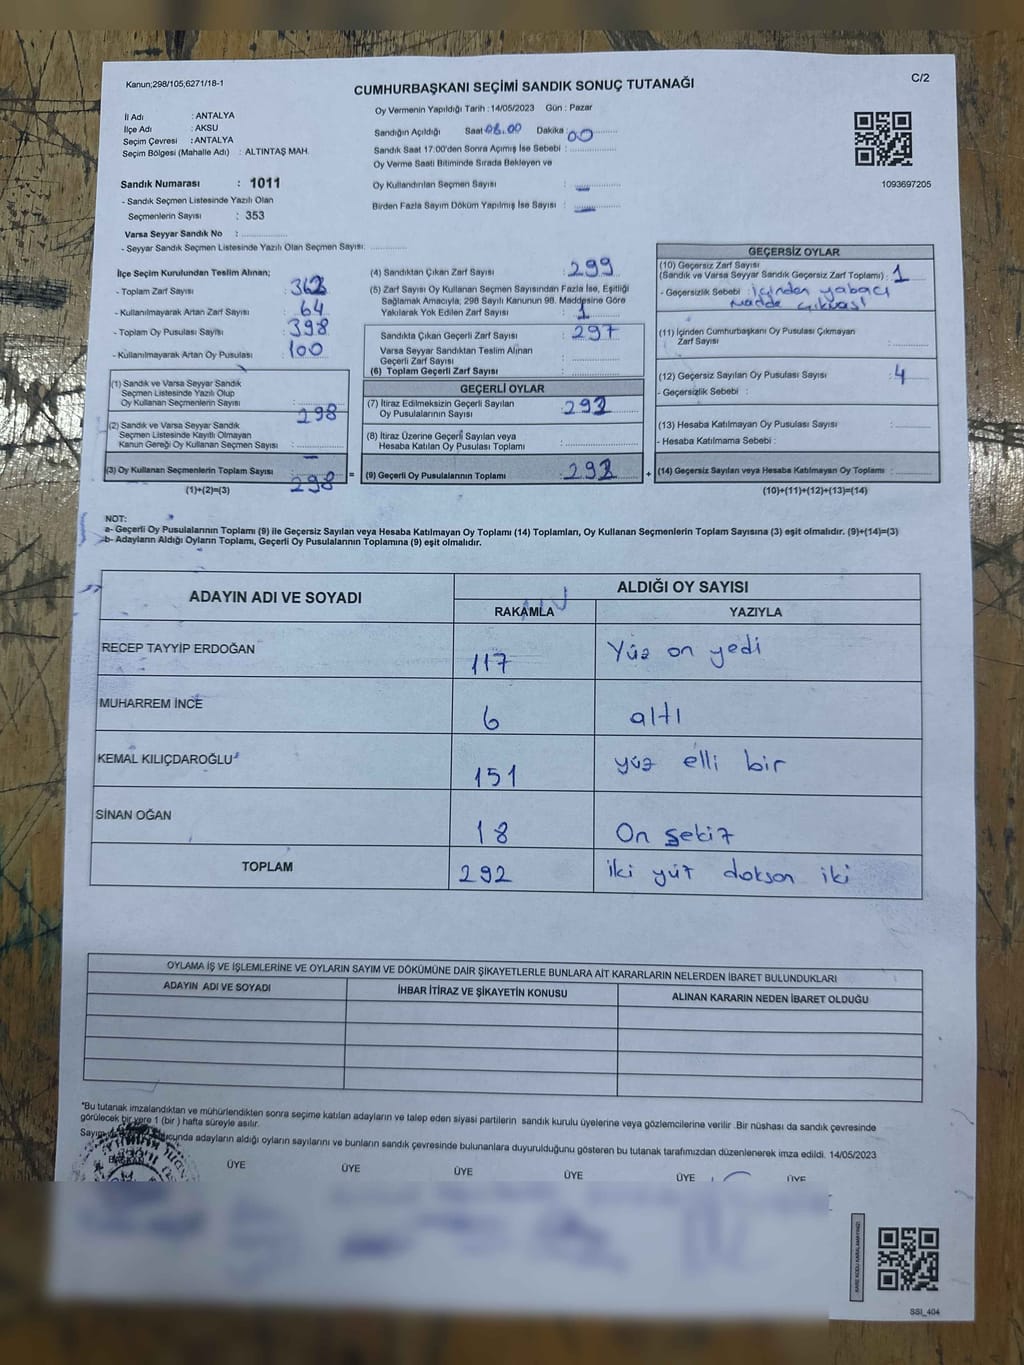 Kanun;298/105;6271/18-1
C/2
CUMHURBAŞKANI SEÇİMİ SANDIK SONUÇ TUTANAĞI
İl Adı : ANTALYA
İlçe Adı : AKSU
Seçim Çevresi : ANTALYA
Seçim Bölgesi (Mahalle Adı) : ALTINTAŞ MAH.
Sandık Numarası : 1011
- Sandık Seçmen Listesinde Yazılı Olan
Seçmenlerin Sayısı : 353
Varsa Seyyar Sandık No :
- Seyyar Sandık Seçmen Listesinde Yazılı Olan Seçmen Sayısı:
Oy Vermenin Yapıldığı Tarih : 14/05/2023 Gün : Pazar
Sandığın Açıldığı Saat 08.00 Dakika 00
Sandık Saat 17:00'den Sonra Açımış İse Sebebi :
Oy Verme Saati Bitiminde Sırada Bekleyen ve
Oy Kullandırılan Seçmen Sayısı : -
Birden Fazla Sayım Döküm Yapılmış İse Sayısı : -
1093697205
İlçe Seçim Kurulundan Teslim Alınan;
- Toplam Zarf Sayısı : 362
- Kullanılmayarak Artan Zarf Sayısı : 64
- Toplam Oy Pusulası Sayısı : 398
- Kullanılmayarak Artan Oy Pusulası : 100
(1) Sandık ve Varsa Seyyar Sandık
Seçmen Listesinde Yazılı Olup
Oy Kullanan Seçmenlerin Sayısı : 298
(2) Sandık ve Varsa Seyyar Sandık
Seçmen Listesinde Kayıtlı Olmayan
Kanun Gereği Oy Kullanan Seçmen Sayısı : -
(3) Oy Kullanan Seçmenlerin Toplam Sayısı : 298 =
(1)+(2)=(3)
(4) Sandıktan Çıkan Zarf Sayısı : 299
(5) Zarf Sayısı Oy Kullanan Seçmen Sayısından Fazla İse, Eşitliği
Sağlamak Amacıyla, 298 Sayılı Kanunun 98. Maddesine Göre
Yakılarak Yok Edilen Zarf Sayısı : 1
Sandıkta Çıkan Geçerli Zarf Sayısı : 297
Varsa Seyyar Sandıktan Teslim Alınan
Geçerli Zarf Sayısı :
(6) Toplam Geçerli Zarf Sayısı :
GEÇERLİ OYLAR
(7) İtiraz Edilmeksizin Geçerli Sayılan
Oy Pusulalarının Sayısı : 292
(8) İtiraz Üzerine Geçerli Sayılan veya
Hesaba Katılan Oy Pusulaları Toplamı :
(9) Geçerli Oy Pusulalarının Toplamı : 292 +
GEÇERSİZ OYLAR
(10) Geçersiz Zarf Sayısı
(Sandık ve Varsa Seyyar Sandık Geçersiz Zarf Toplamı) : 1
- Geçersizlik Sebebi : İçinden yabacı
madde çıkması
(11) İçinden Cumhurbaşkanı Oy Pusulası Çıkmayan
Zarf Sayısı :
(12) Geçersiz Sayılan Oy Pusulası Sayısı : 4
- Geçersizlik Sebebi :
(13) Hesaba Katılmayan Oy Pusulası Sayısı :
- Hesaba Katılmama Sebebi :
(14) Geçersiz Sayılan veya Hesaba Katılmayan Oy Toplamı :
(10)+(11)+(12)+(13)=(14)
NOT:
a- Geçerli Oy Pusulalarının Toplamı (9) ile Geçersiz Sayılan veya Hesaba Katılmayan Oy Toplamı (14) Toplamları, Oy Kullanan Seçmenlerin Toplam Sayısına (3) eşit olmalıdır. (9)+(14)=(3)
b- Adayların Aldığı Oyların Toplamı, Geçerli Oy Pusulalarının Toplamına (9) eşit olmalıdır.
ADAYIN ADI VE SOYADI
ALDIĞI OY SAYISI
RAKAMLA YAZIYLA
RECEP TAYYİP ERDOĞAN 117 Yüz on yedi
MUHARREM İNCE 6 altı
KEMAL KILIÇDAROĞLU 151 yüz elli bir
SİNAN OĞAN 18 On sekiz
TOPLAM 292 iki yüz dokson iki
OYLAMA İŞ VE İŞLEMLERİNE VE OYLARIN SAYIM VE DÖKÜMÜNE DAİR ŞİKAYETLERLE BUNLARA AİT KARARLARIN NELERDEN İBARET BULUNDUKLARI
ADAYIN ADI VE SOYADI İHBAR İTİRAZ VE ŞİKAYETİN KONUSU ALINAN KARARIN NEDEN İBARET OLDUĞU
*Bu tutanak imzalandıktan ve mühürlendikten sonra seçime katılan adayların ve talep eden siyasi partilerin sandık kurulu üyelerine veya gözlemcilerine verilir .Bir nüshası da sandık çevresinde
görülecek bir yere 1 (bir ) hafta süreyle asılır.
Sayım ucunda adayların aldığı oyların sayılarını ve bunların sandık çevresinde bulunanlara duyurulduğunu gösteren bu tutanak tarafımızdan düzenlenerek imza edildi. 14/05/2023
ÜYE ÜYE ÜYE ÜYE ÜYE ÜYE
KARE KODU KARALAMAYINIZ!
SSI_404